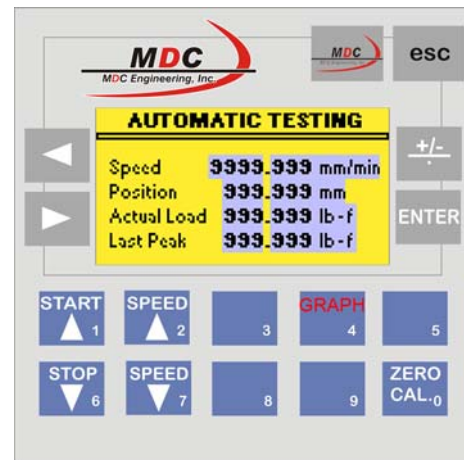 MDC
MDC Engineering, Inc.
MDC
esc
AUTOMATIC TESTING
Speed 9999.999 mm/min
Position 999.999 mm
Actual Load 999.999 lb-f
Last Peak 999.999 lb-f
+/-
.
ENTER
START 1
SPEED 2
3
GRAPH 4
5
STOP 6
SPEED 7
8
9
ZERO CAL. 0